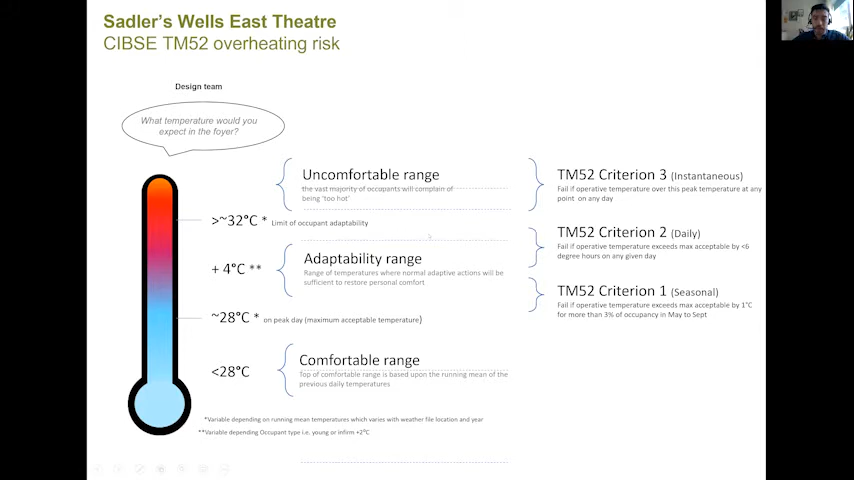 Sadler's Wells East Theatre
CIBSE TM52 overheating risk
Design team
What temperature would you
expect in the foyer?
Uncomfortable range
the vast majority of occupants will complain of
being 'too hot'
>~32°C * Limit of occupant adaptability
Adaptability range
+ 4°C **
Range of temperatures where normal adaptive actions will be
sufficient to restore personal comfort
~28°C * on peak day (maximum acceptable temperature)
Comfortable range
<28°C
Top of comfortable range is based upon the running mean of the
previous daily temperatures
*Variable depending on running mean temperatures which varies with weather file location and year
**Variable depending Occupant type i.e. young or infirm +2°C
TM52 Criterion 3 (Instantaneous)
Fail if operative temperature over this peak temperature at any
point on any day
TM52 Criterion 2 (Daily)
Fail if operative temperature exceeds max acceptable by <6
degree hours on any given day
TM52 Criterion 1 (Seasonal)
Fail if operative temperature exceeds max acceptable by 1°C
for more than 3% of occupancy in May to Sept